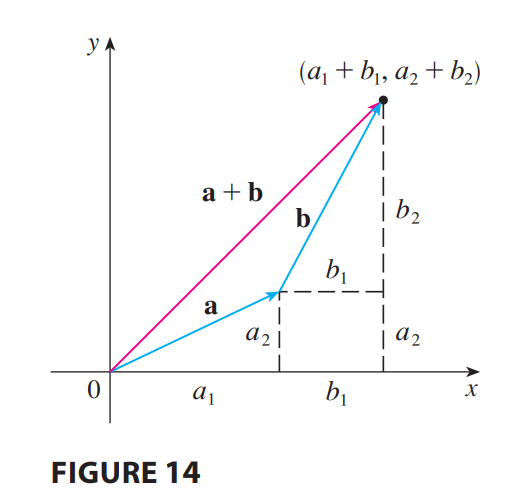 y
(a₁ + b₁, a₂ + b₂)
a + b
b
b₂
b₁
a
a₂
a₂
0
a₁
b₁
x
FIGURE 14